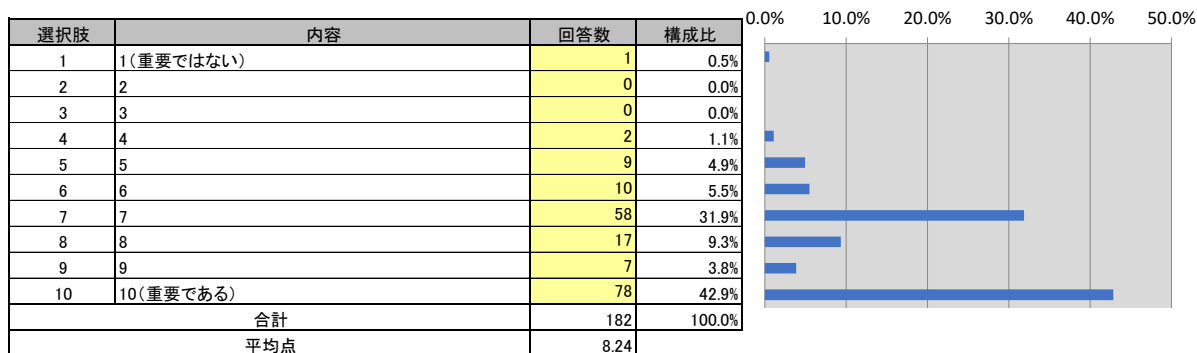 0.0% 10.0% 20.0% 30.0% 40.0% 50.0%
選択肢 内容 回答数 構成比
1 1(重要ではない) 1 0.5%
2 2 0 0.0%
3 3 0 0.0%
4 4 2 1.1%
5 5 9 4.9%
6 6 10 5.5%
7 7 58 31.9%
8 8 17 9.3%
9 9 7 3.8%
10 10(重要である) 78 42.9%
合計 182 100.0%
平均点 8.24